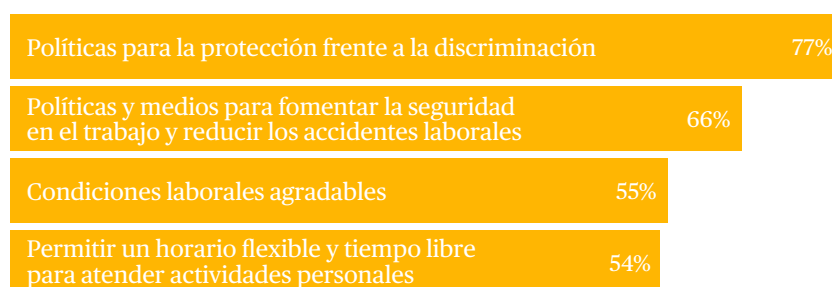 Políticas para la protección frente a la discriminación 77%
Políticas y medios para fomentar la seguridad
en el trabajo y reducir los accidentes laborales 66%
Condiciones laborales agradables 55%
Permitir un horario flexible y tiempo libre
para atender actividades personales 54%